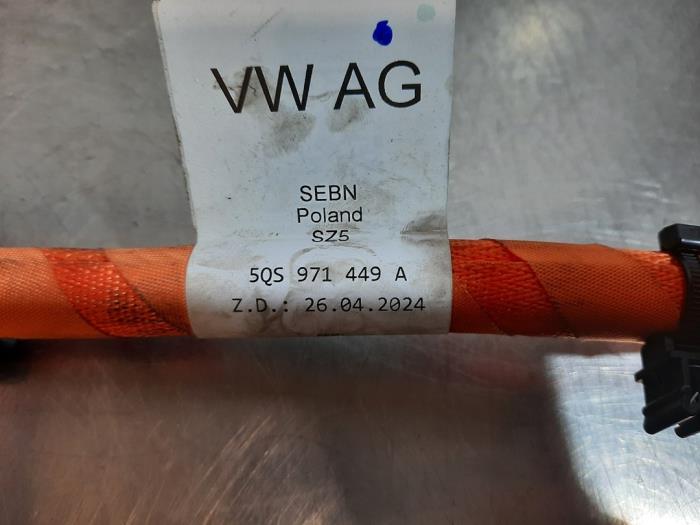 VW AG
SEBN
Poland
SZ5
5QS 971 449 A
Z.D.: 26.04.2024